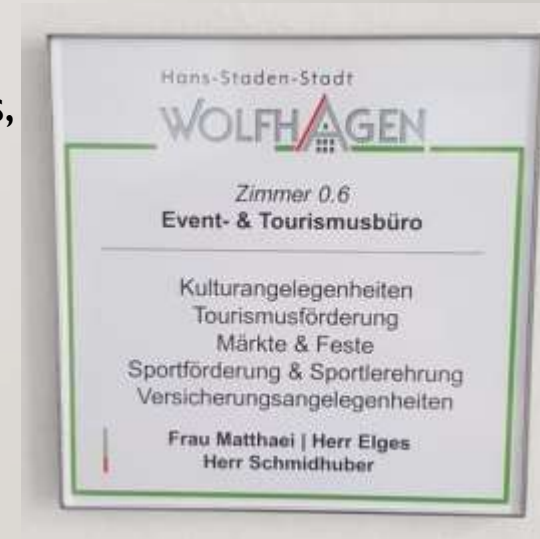 s,
Hans-Staden-Stadt
WOLFHAGEN
Zimmer 0.6
Event- & Tourismusbüro
Kulturangelegenheiten
Tourismusförderung
Märkte & Feste
Sportförderung & Sportlerehrung
Versicherungsangelegenheiten
Frau Matthaei | Herr Elges
Herr Schmidhuber